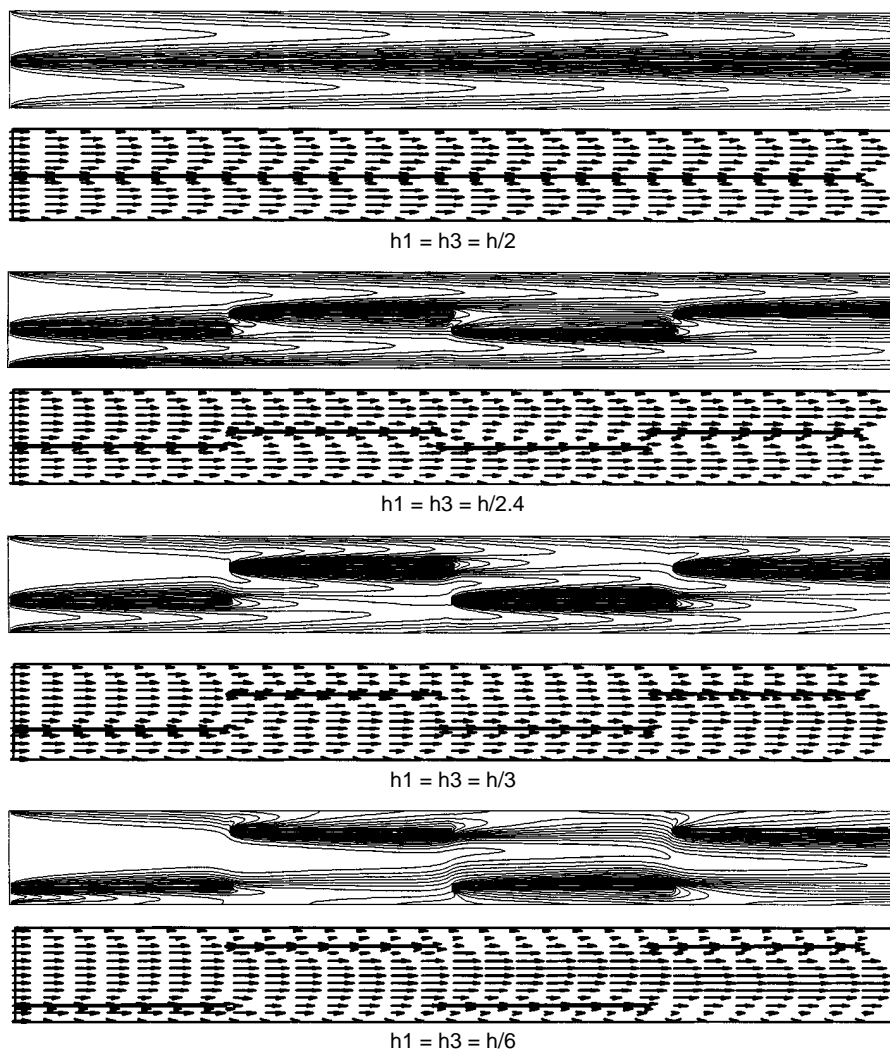 h1 = h3 = h/2
h1 = h3 = h/2.4
h1 = h3 = h/3
h1 = h3 = h/6